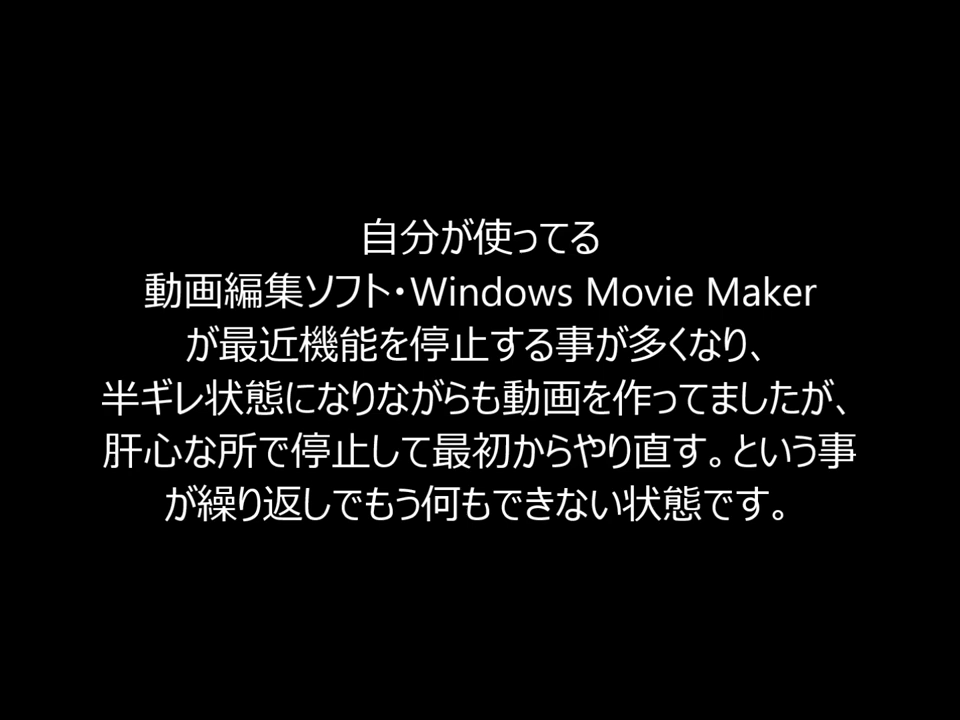 自分が使ってる
動画編集ソフト・Windows Movie Maker
が最近機能を停止する事が多くなり、
半ギレ状態になりながらも動画を作ってましたが、
肝心な所で停止して最初からやり直す。という事
が繰り返しでもう何もできない状態です。